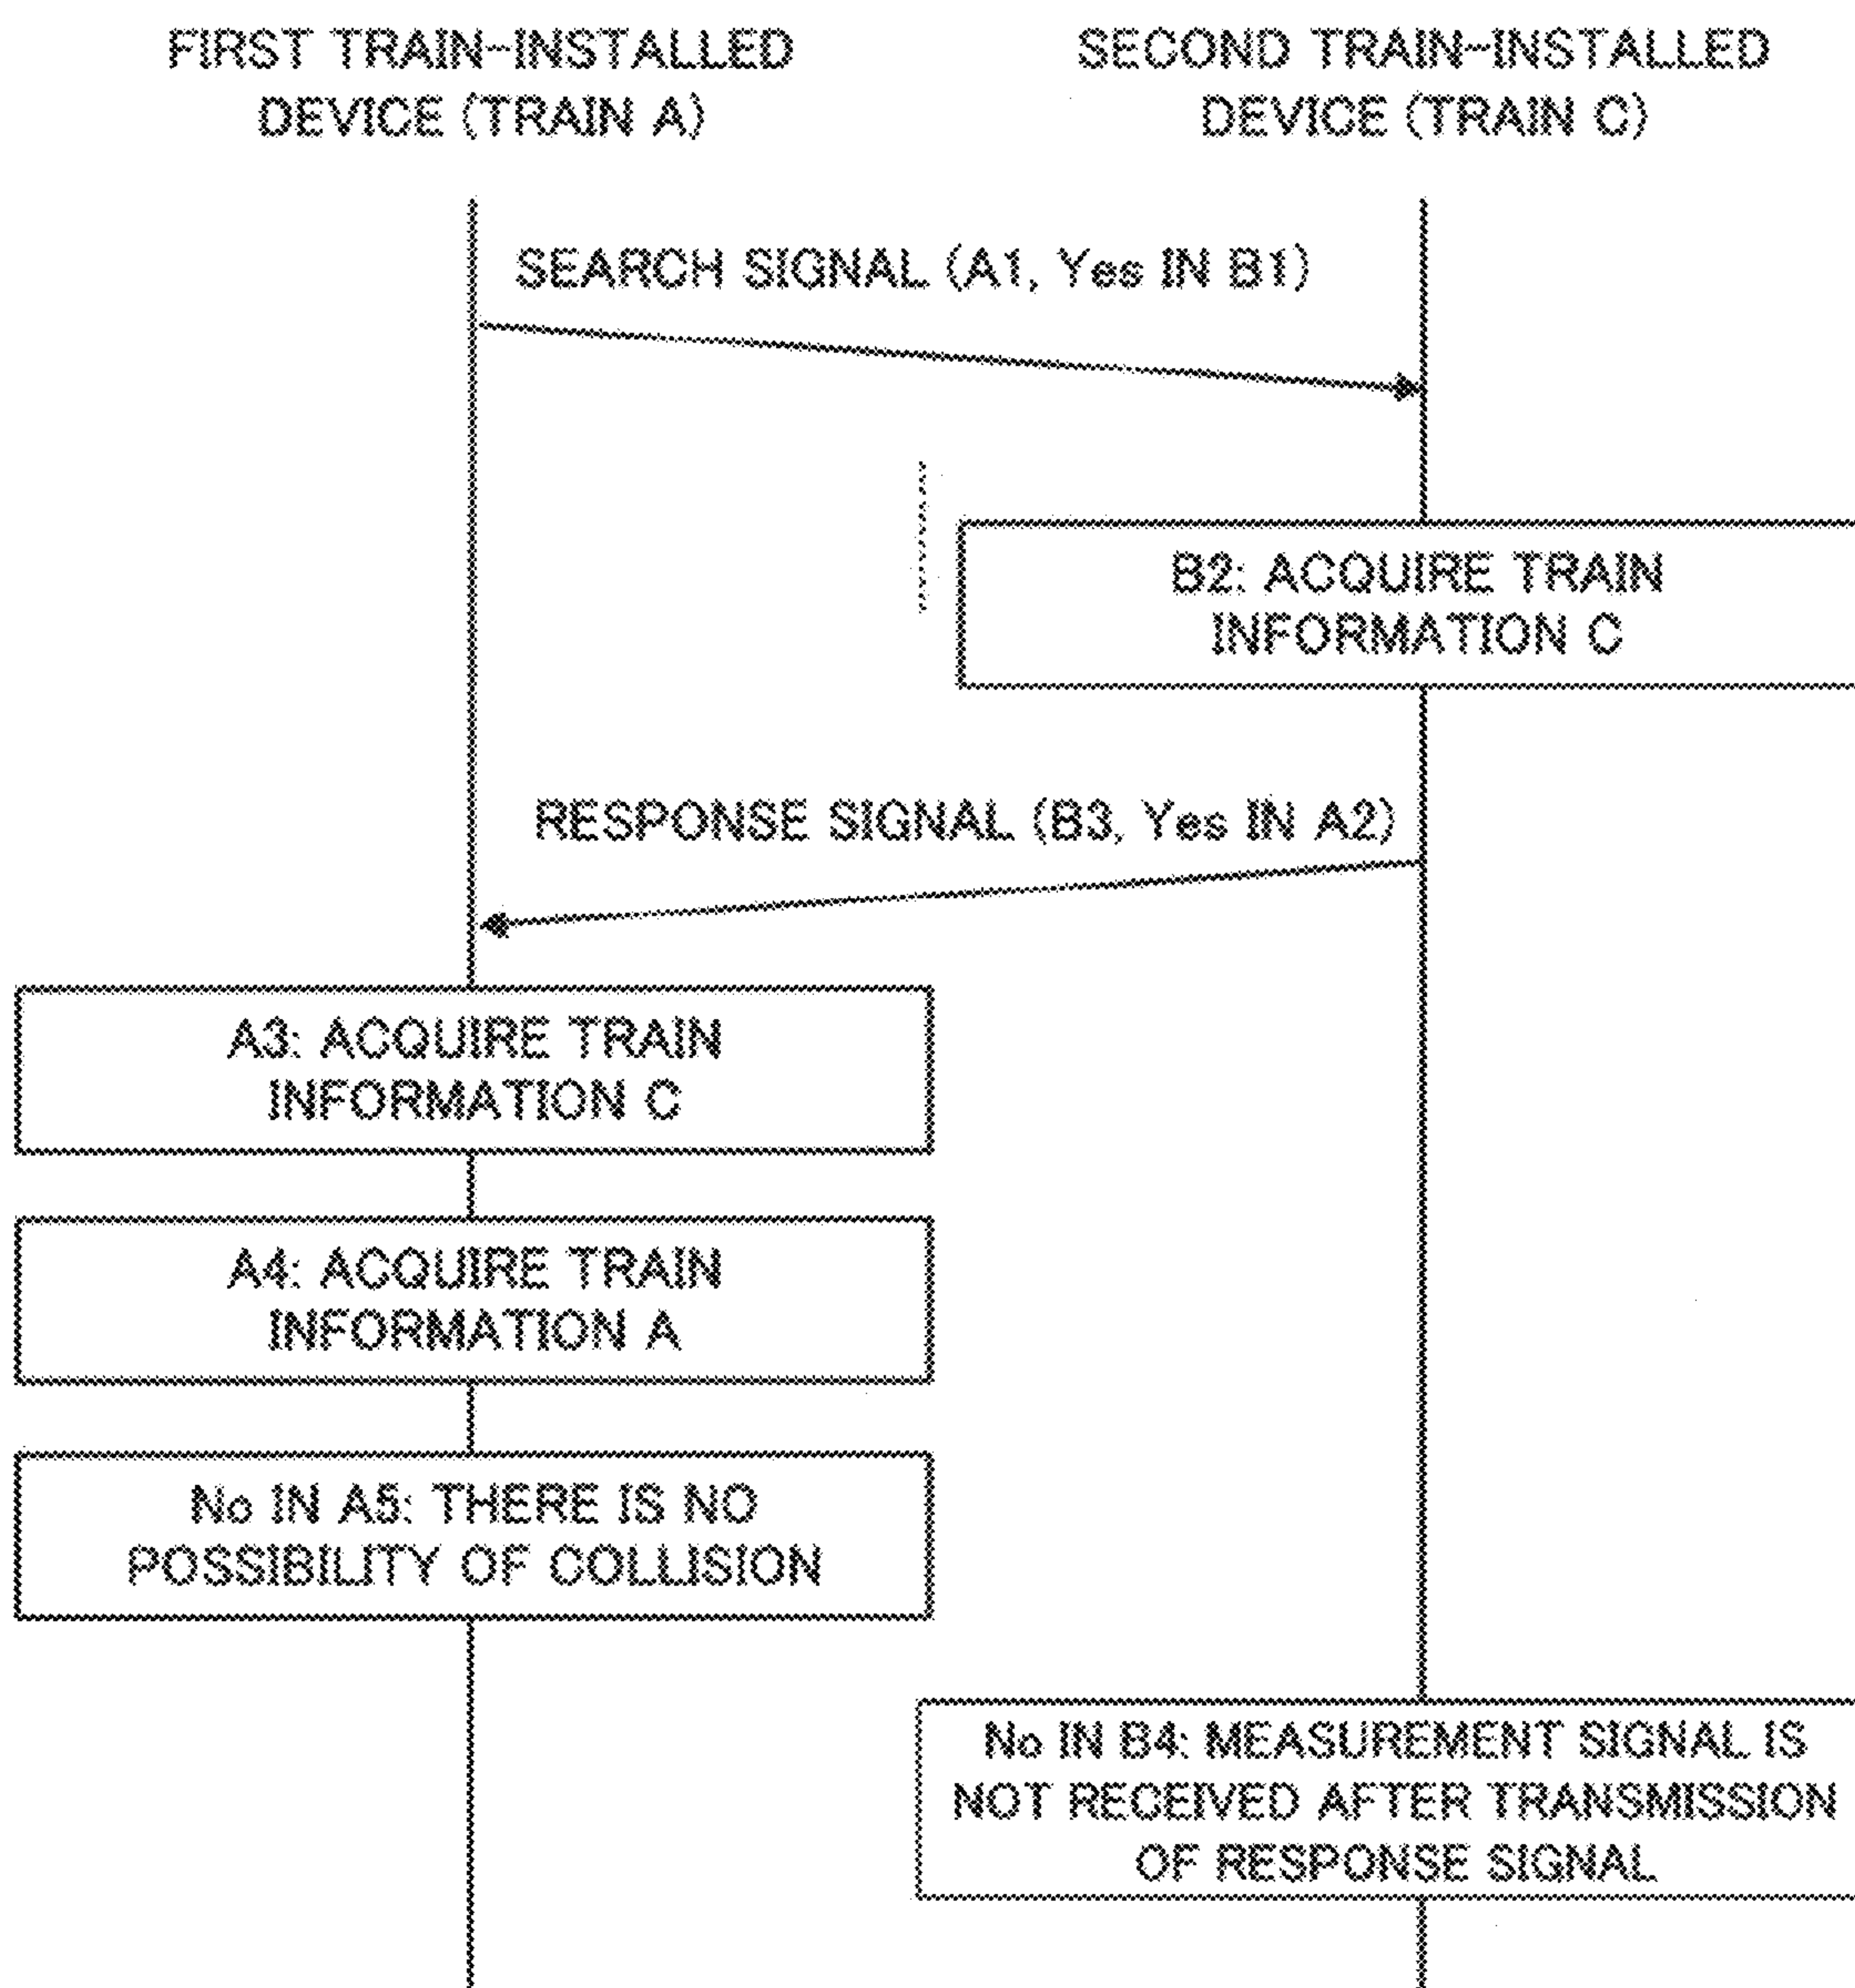 FIRST TRAIN-INSTALLED
DEVICE (TRAIN A)
SECOND TRAIN-INSTALLED
DEVICE (TRAIN C)
SEARCH SIGNAL (A1, Yes IN B1)
B2: ACQUIRE TRAIN
INFORMATION C
RESPONSE SIGNAL (B3, Yes IN A2)
A3: ACQUIRE TRAIN
INFORMATION C
A4: ACQUIRE TRAIN
INFORMATION A
No IN A5: THERE IS NO
POSSIBILITY OF COLLISION
No IN B4: MEASUREMENT SIGNAL IS
NOT RECEIVED AFTER TRANSMISSION
OF RESPONSE SIGNAL